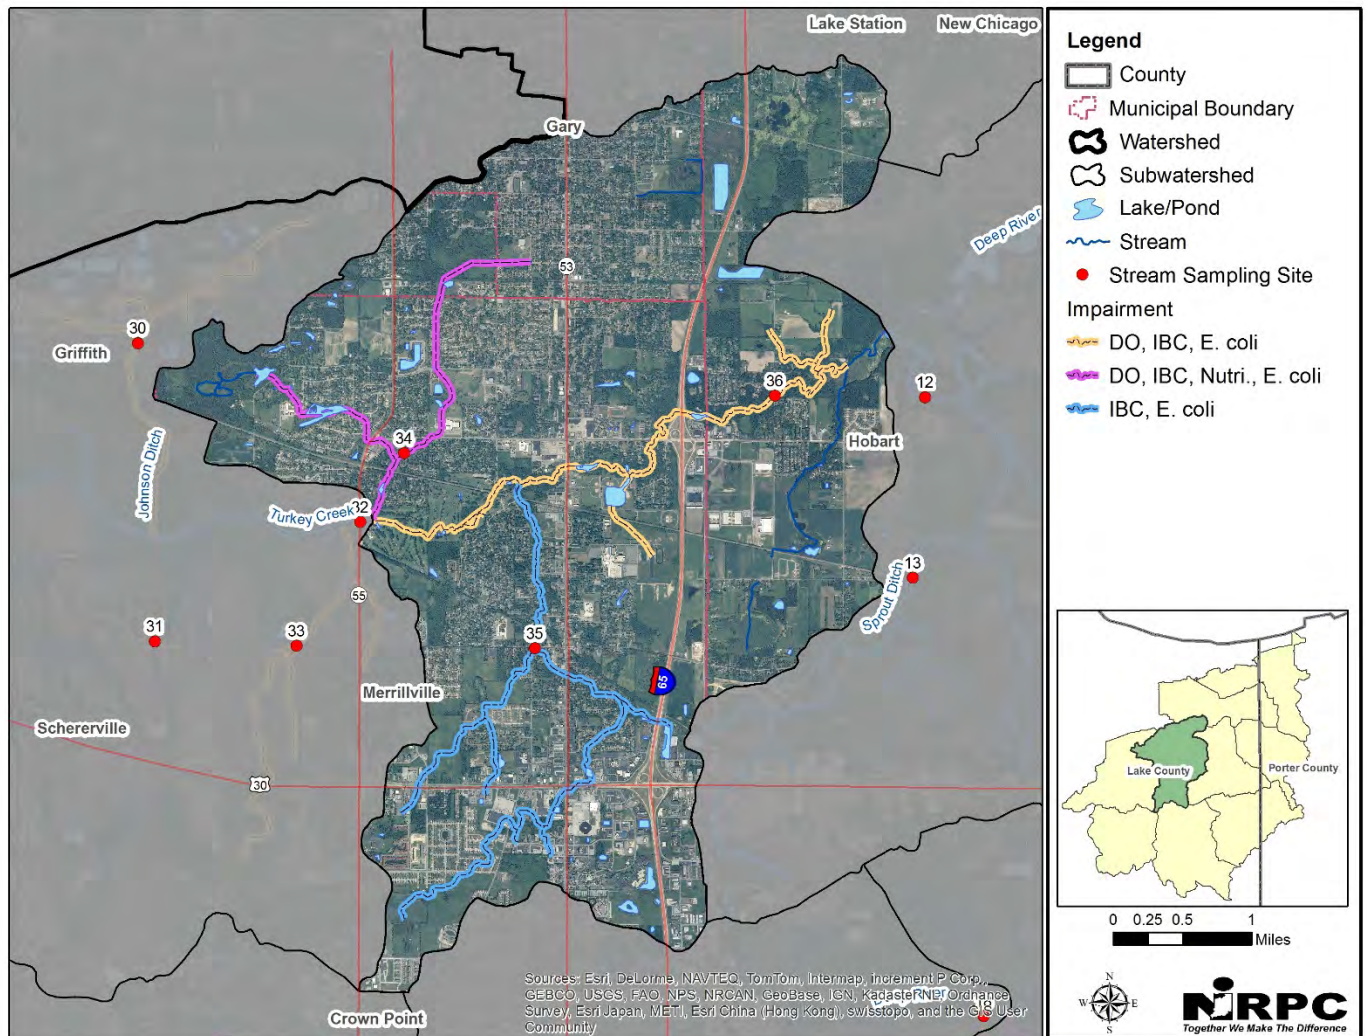 Lake Station
New Chicago
Gary
53
Deep River
30
Griffith
36
12
34
Hobart
Johnson Ditch
Turkey Creek
32
13
Sprout Ditch
55
31
33
35
65
Merrillville
Schererville
30
Sources: Esri, DeLorme, NAVTEQ, TomTom, Intermap, increment P Corp.,
GEBCO, USGS, FAO, NPS, NRCAN, GeoBase, IGN, Kadaster NL, Ordnance
Survey, Esri Japan, METI, Esri China (Hong Kong), swisstopo, and the GIS User
Community
River
18
Crown Point
Legend
County
Municipal Boundary
Watershed
Subwatershed
Lake/Pond
Stream
Stream Sampling Site
Impairment
DO, IBC, E. coli
DO, IBC, Nutri., E. coli
IBC, E. coli
Lake County
Porter County
0 0.25 0.5 1
Miles
N
W E
S
NIRPC
Together We Make The Difference